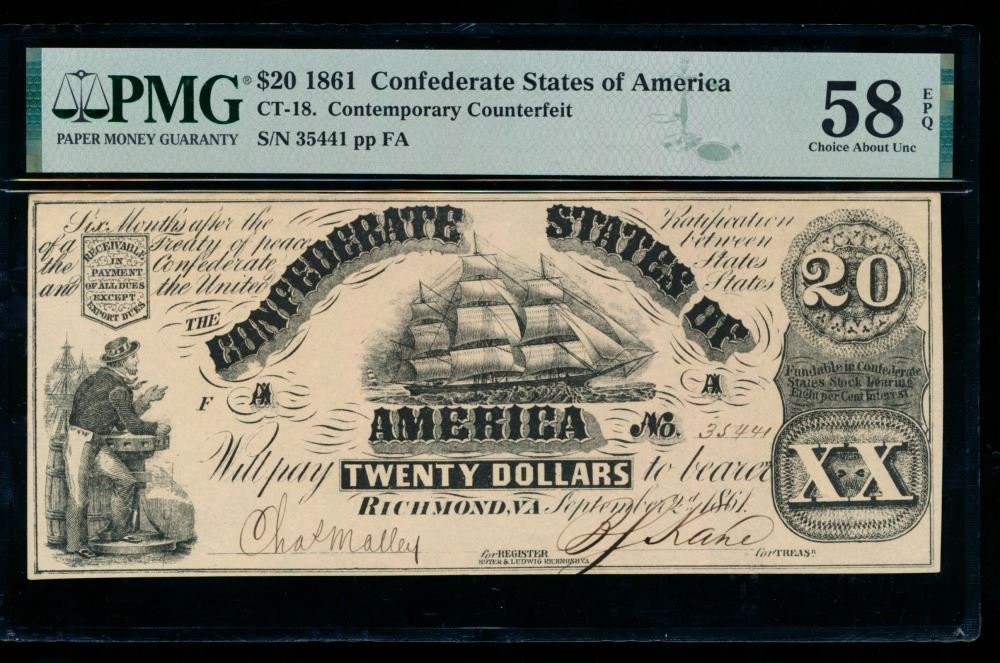 PMG® $20 1861 Confederate States of America
PAPER MONEY GUARANTY
CT-18. Contemporary Counterfeit
S/N 35441 pp FA
58 EPQ
Choice About Unc
Six Months after the Ratification
of a Treaty of peace between
the Confederate States
and the United States
RECEIVABLE
IN
PAYMENT
OF ALL DUES
EXCEPT
EXPORT DUES
THE
CONFEDERATE STATES OF
AMERICA
20
Fundable in Confederate
States Stock bearing
Eight per Cent Interest.
F A A
No. 35441
Will pay TWENTY DOLLARS to bearer
XX
RICHMOND, VA September 2d, 1861.
Chas Malley
for REGISTER
HOYER & LUDWIG RICHMOND VA
for TREASR